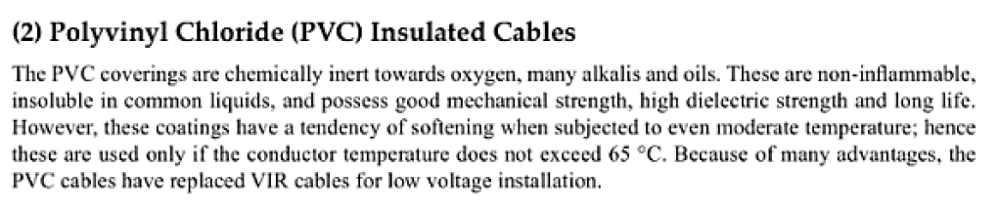 (2) Polyvinyl Chloride (PVC) Insulated Cables
The PVC coverings are chemically inert towards oxygen, many alkalis and oils. These are non-inflammable,
insoluble in common liquids, and possess good mechanical strength, high dielectric strength and long life.
However, these coatings have a tendency of softening when subjected to even moderate temperature; hence
these are used only if the conductor temperature does not exceed 65 °C. Because of many advantages, the
PVC cables have replaced VIR cables for low voltage installation.